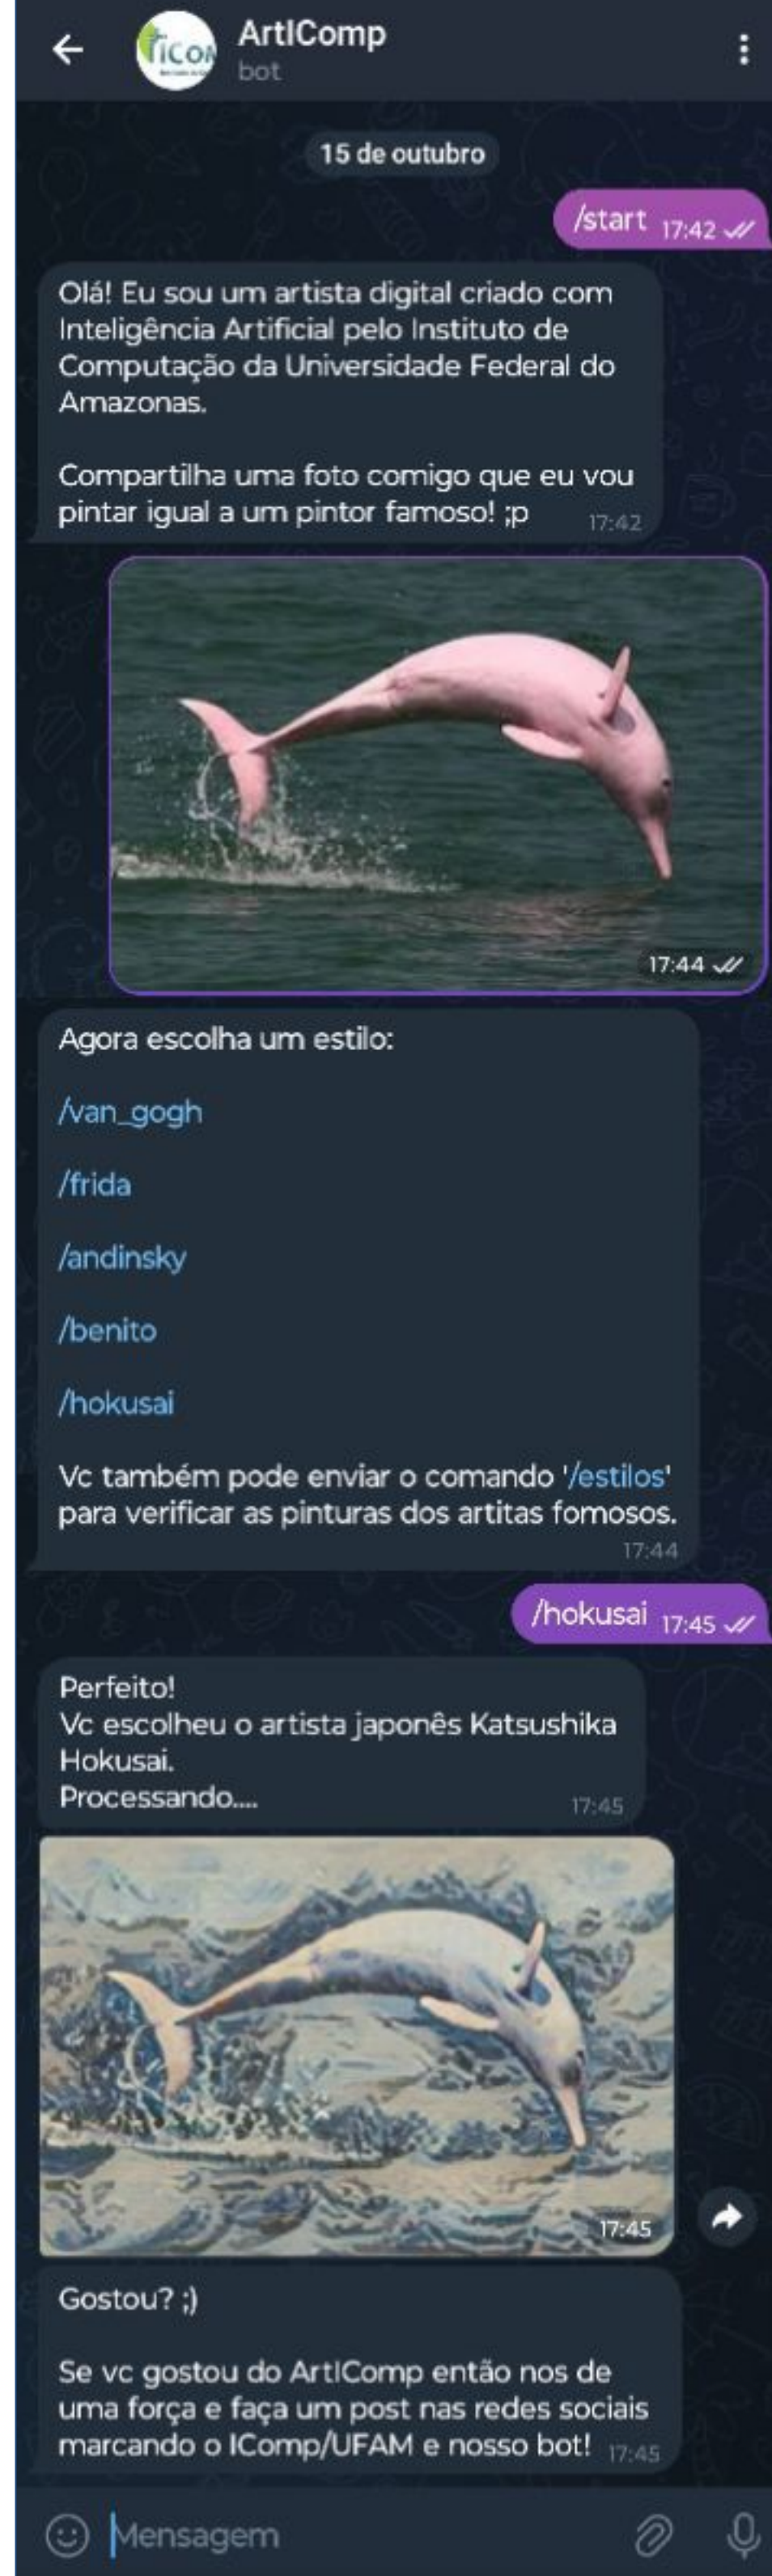 ArtIComp
bot
15 de outubro
/start 17:42
Olá! Eu sou um artista digital criado com
Inteligência Artificial pelo Instituto de
Computação da Universidade Federal do
Amazonas.
Compartilha uma foto comigo que eu vou
pintar igual a um pintor famoso! ;p 17:42
17:44
Agora escolha um estilo:
/van_gogh
/frida
/andinsky
/benito
/hokusai
Vc também pode enviar o comando '/estilos'
para verificar as pinturas dos artitas fomosos.
17:44
/hokusai 17:45
Perfeito!
Vc escolheu o artista japonês Katsushika
Hokusai.
Processando.... 17:45
17:45
Gostou? ;)
Se vc gostou do ArtIComp então nos de
uma força e faça um post nas redes sociais
marcando o IComp/UFAM e nosso bot! 17:45
Mensagem